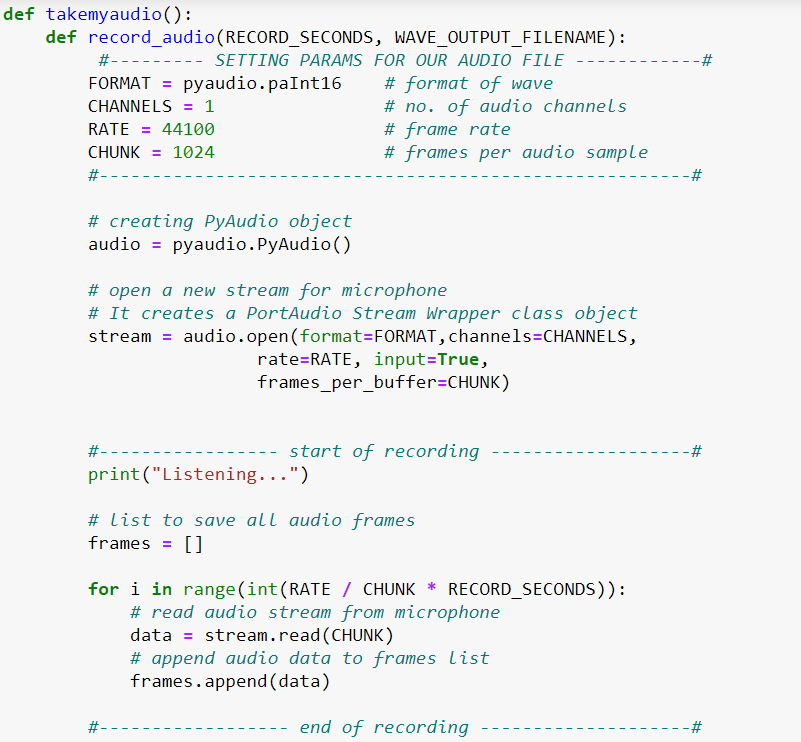 def takemyaudio():
    def record_audio(RECORD_SECONDS, WAVE_OUTPUT_FILENAME):
         #--------- SETTING PARAMS FOR OUR AUDIO FILE ------------#
        FORMAT = pyaudio.paInt16    # format of wave
        CHANNELS = 1                # no. of audio channels
        RATE = 44100                # frame rate
        CHUNK = 1024                # frames per audio sample
        #--------------------------------------------------------#
        # creating PyAudio object
        audio = pyaudio.PyAudio()
        # open a new stream for microphone
        # It creates a PortAudio Stream Wrapper class object
        stream = audio.open(format=FORMAT,channels=CHANNELS,
                        rate=RATE, input=True,
                        frames_per_buffer=CHUNK)
        #----------------- start of recording -------------------#
        print("Listening...")
        # list to save all audio frames
        frames = []
        for i in range(int(RATE / CHUNK * RECORD_SECONDS)):
            # read audio stream from microphone
            data = stream.read(CHUNK)
            # append audio data to frames list
            frames.append(data)
        #------------------ end of recording --------------------#